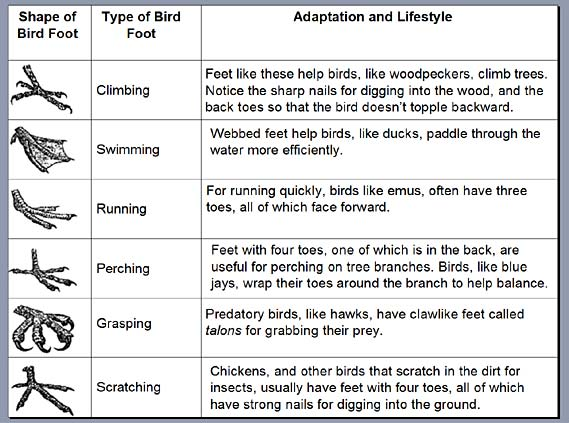 Shape of Bird Foot
Type of Bird Foot
Adaptation and Lifestyle
Climbing
Feet like these help birds, like woodpeckers, climb trees.
Notice the sharp nails for digging into the wood, and the
back toes so that the bird doesn't topple backward.
Swimming
Webbed feet help birds, like ducks, paddle through the
water more efficiently.
Running
For running quickly, birds like emus, often have three
toes, all of which face forward.
Perching
Feet with four toes, one of which is in the back, are
useful for perching on tree branches. Birds, like blue
jays, wrap their toes around the branch to help balance.
Grasping
Predatory birds, like hawks, have clawlike feet called
talons for grabbing their prey.
Scratching
Chickens, and other birds that scratch in the dirt for
insects, usually have feet with four toes, all of which
have strong nails for digging into the ground.